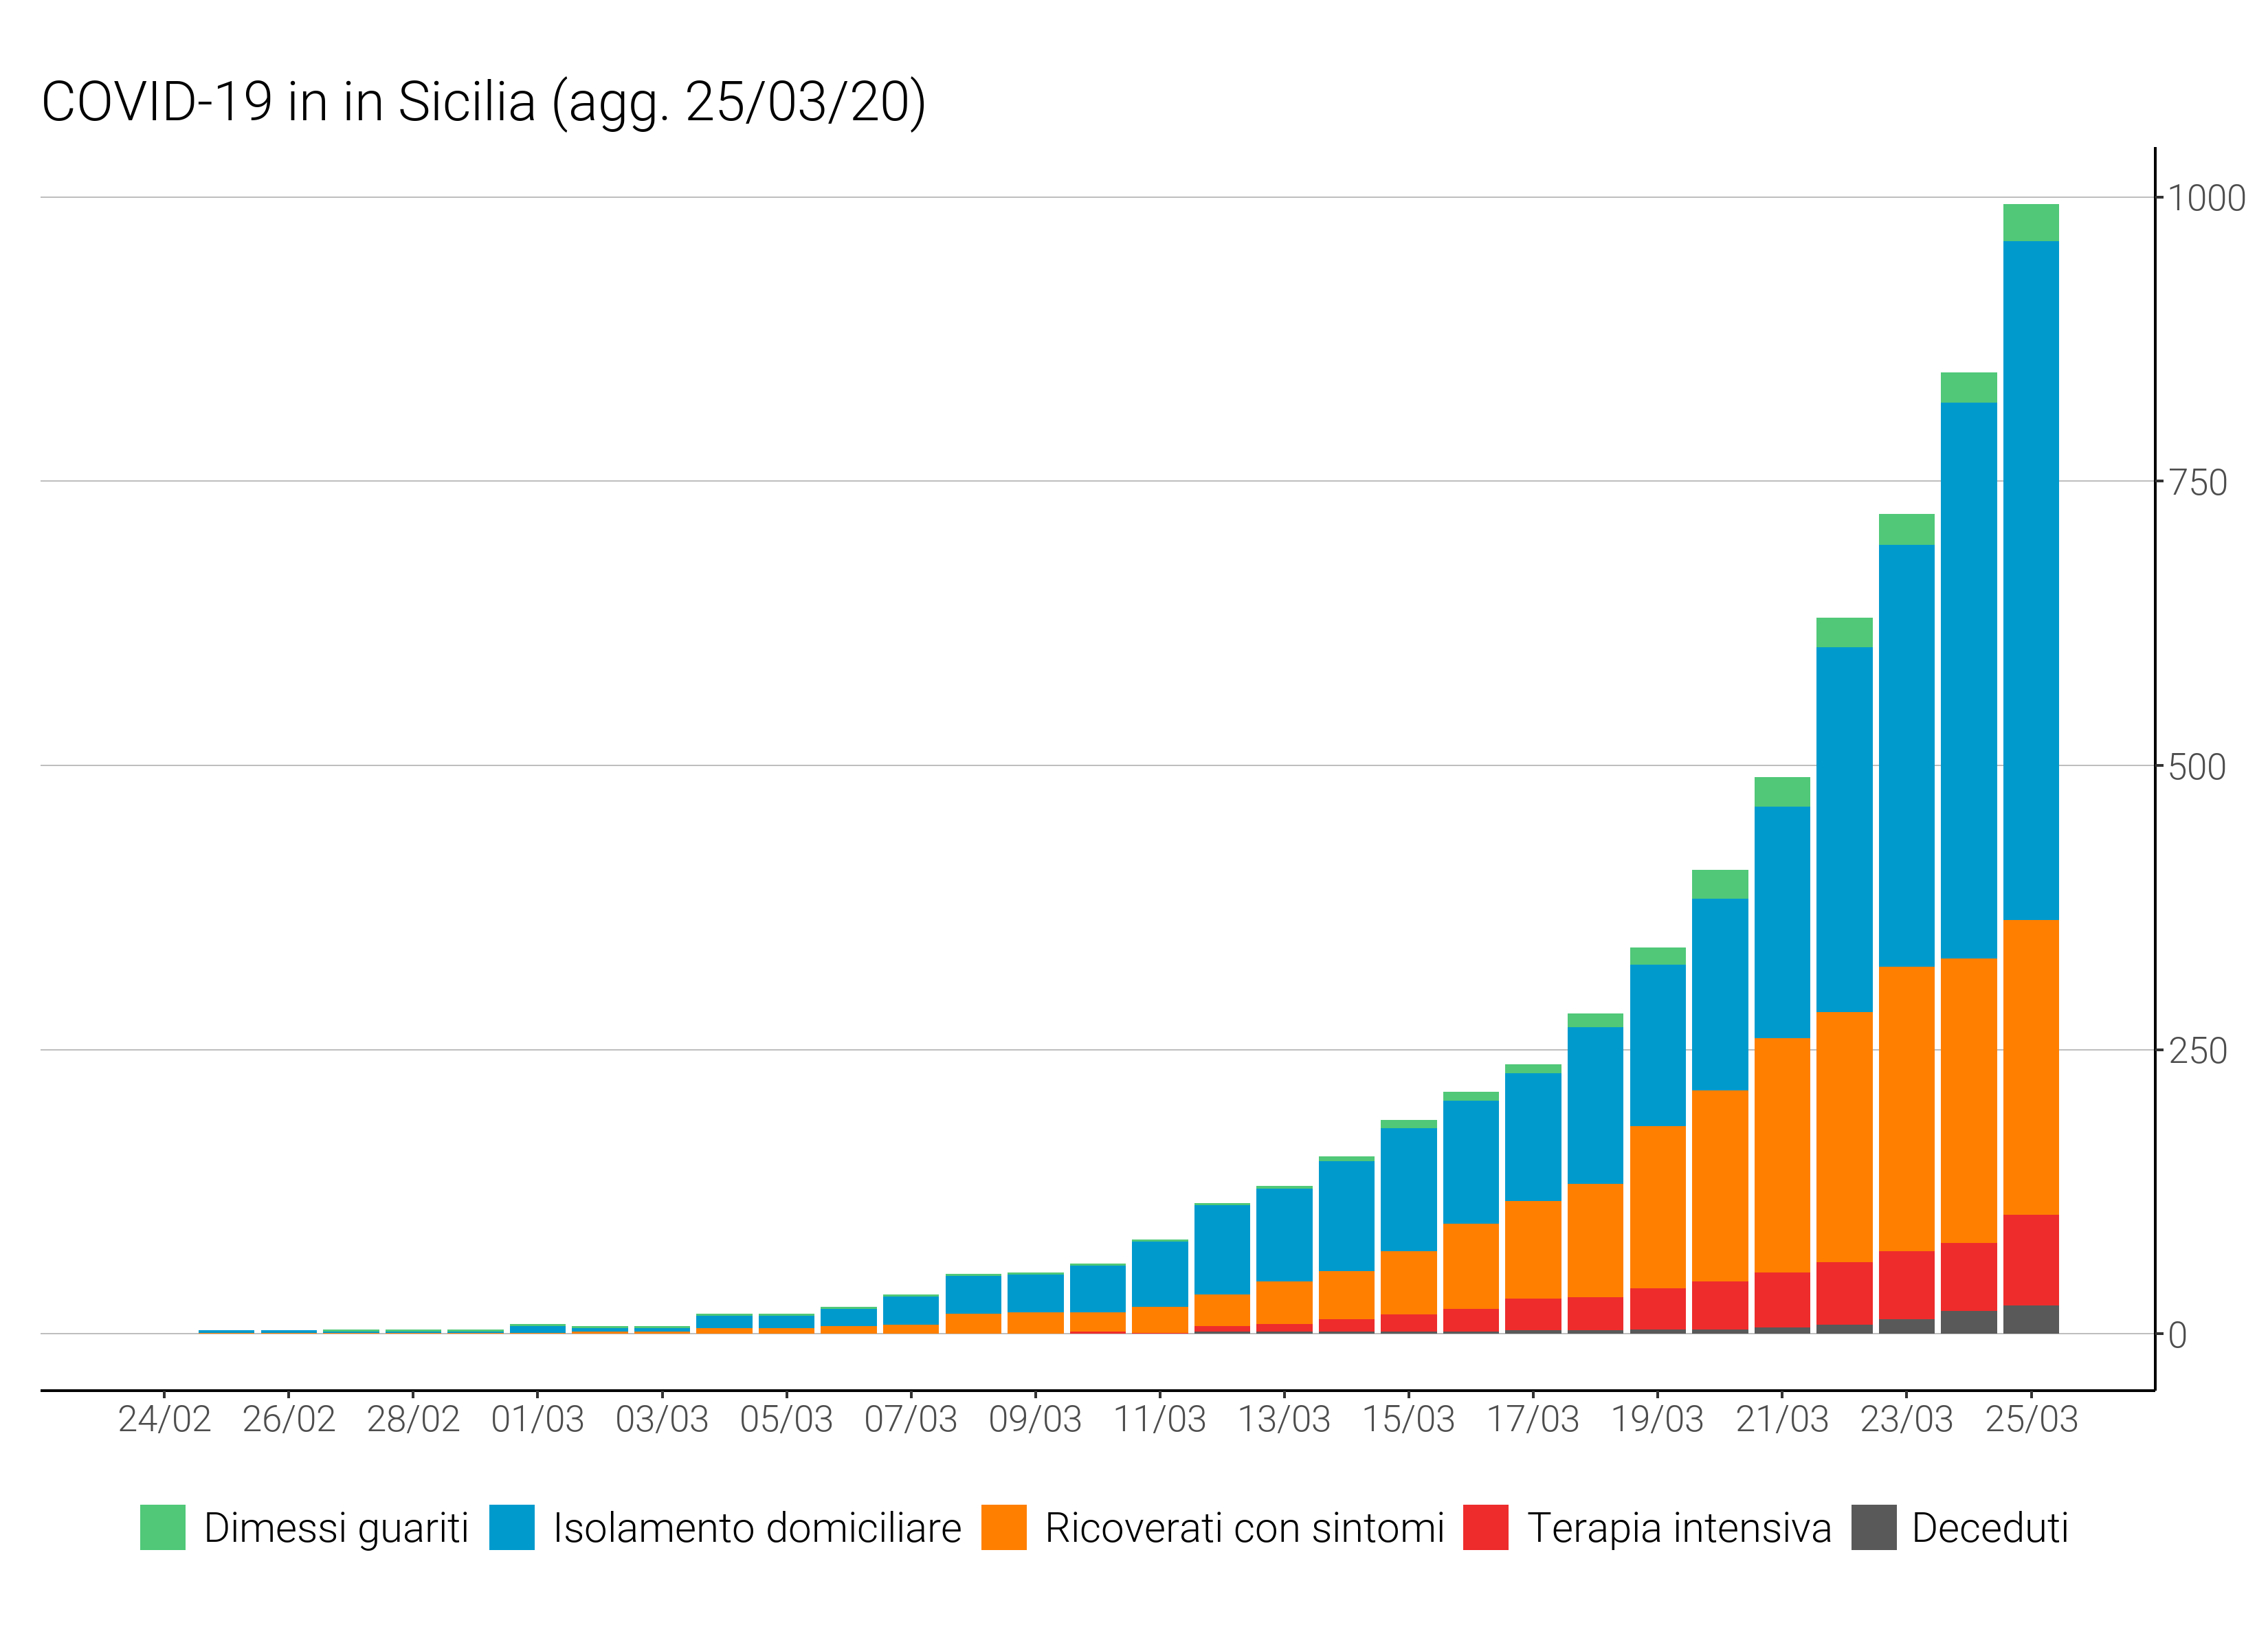 COVID-19 in in Sicilia (agg. 25/03/20)
1000
750
500
250
0
24/02 26/02 28/02 01/03 03/03 05/03 07/03 09/03 11/03 13/03 15/03 17/03 19/03 21/03 23/03 25/03
Dimessi guariti Isolamento domiciliare Ricoverati con sintomi Terapia intensiva Deceduti